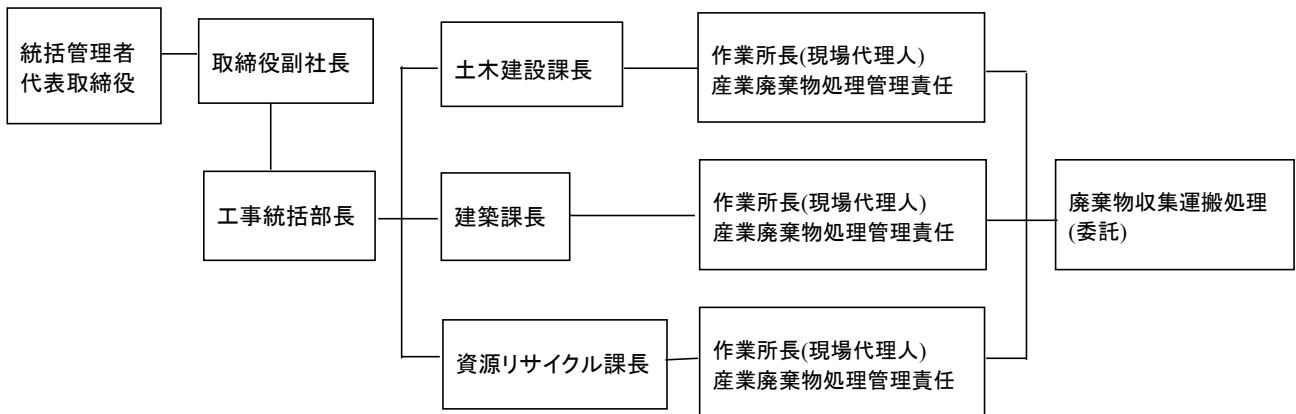 統括管理者
代表取締役
取締役副社長
工事統括部長
土木建設課長
作業所長(現場代理人)
産業廃棄物処理管理責任
建築課長
作業所長(現場代理人)
産業廃棄物処理管理責任
資源リサイクル課長
作業所長(現場代理人)
産業廃棄物処理管理責任
廃棄物収集運搬処理
(委託)